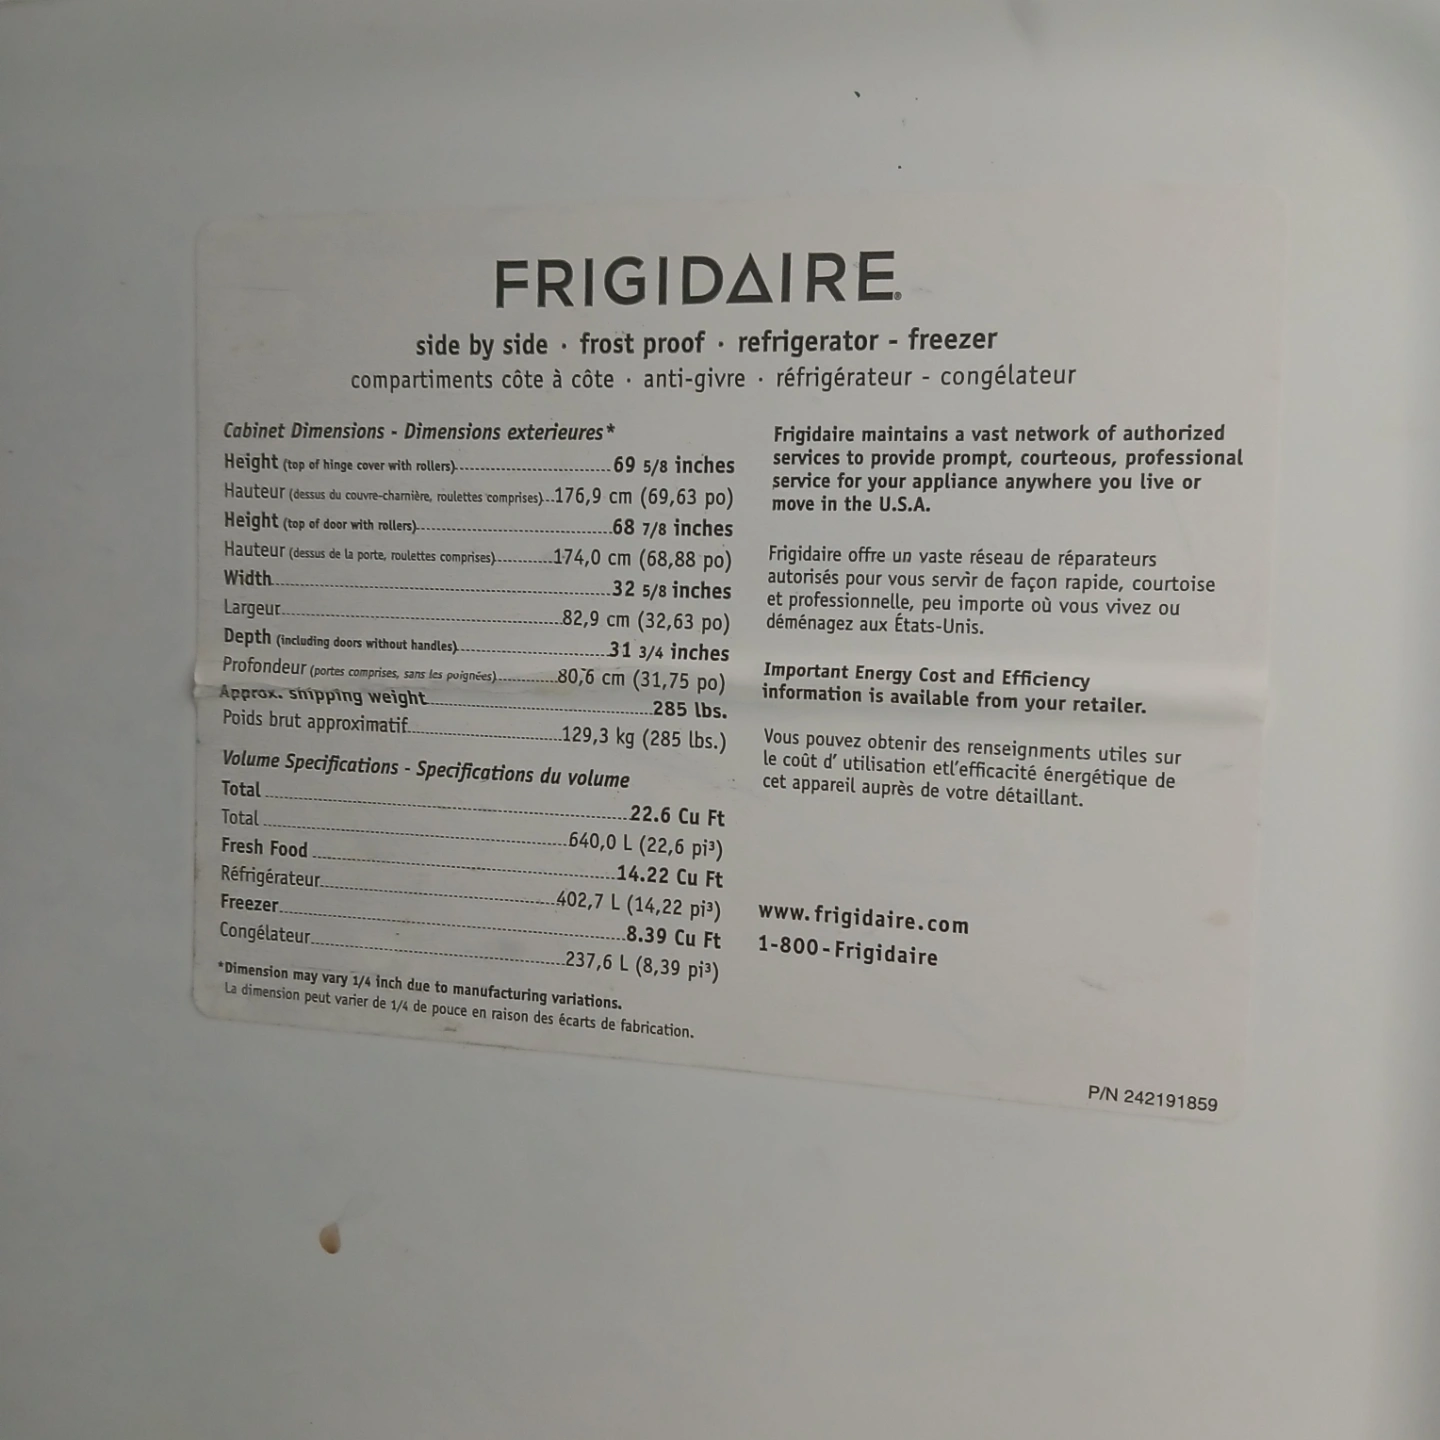 FRIGIDAIRE®
side by side · frost proof · refrigerator - freezer
compartiments côte à côte · anti-givre · réfrigérateur - congélateur
Cabinet Dimensions - Dimensions exterieures*
Height (top of hinge cover with rollers)...69 5/8 inches
Hauteur (dessus du couvre-charnière, roulettes comprises)...176,9 cm (69,63 po)
Height (top of door with rollers)...68 7/8 inches
Hauteur (dessus de la porte, roulettes comprises)...174,0 cm (68,88 po)
Width...32 5/8 inches
Largeur...82,9 cm (32,63 po)
Depth (including doors without handles)...31 3/4 inches
Profondeur (portes comprises, sans les poignées)...80,6 cm (31,75 po)
Approx. shipping weight...285 lbs.
Poids brut approximatif...129,3 kg (285 lbs.)
Volume Specifications - Specifications du volume
Total...22.6 Cu Ft
Total...640,0 L (22,6 pi³)
Fresh Food...14.22 Cu Ft
Réfrigérateur...402,7 L (14,22 pi³)
Freezer...8.39 Cu Ft
Congélateur...237,6 L (8,39 pi³)
*Dimension may vary 1/4 inch due to manufacturing variations.
La dimension peut varier de 1/4 de pouce en raison des écarts de fabrication.
Frigidaire maintains a vast network of authorized
services to provide prompt, courteous, professional
service for your appliance anywhere you live or
move in the U.S.A.
Frigidaire offre un vaste réseau de réparateurs
autorisés pour vous servir de façon rapide, courtoise
et professionnelle, peu importe où vous vivez ou
déménagez aux États-Unis.
Important Energy Cost and Efficiency
information is available from your retailer.
Vous pouvez obtenir des renseignments utiles sur
le coût d' utilisation etl'efficacité énergétique de
cet appareil auprès de votre détaillant.
www.frigidaire.com
1-800-Frigidaire
P/N 242191859